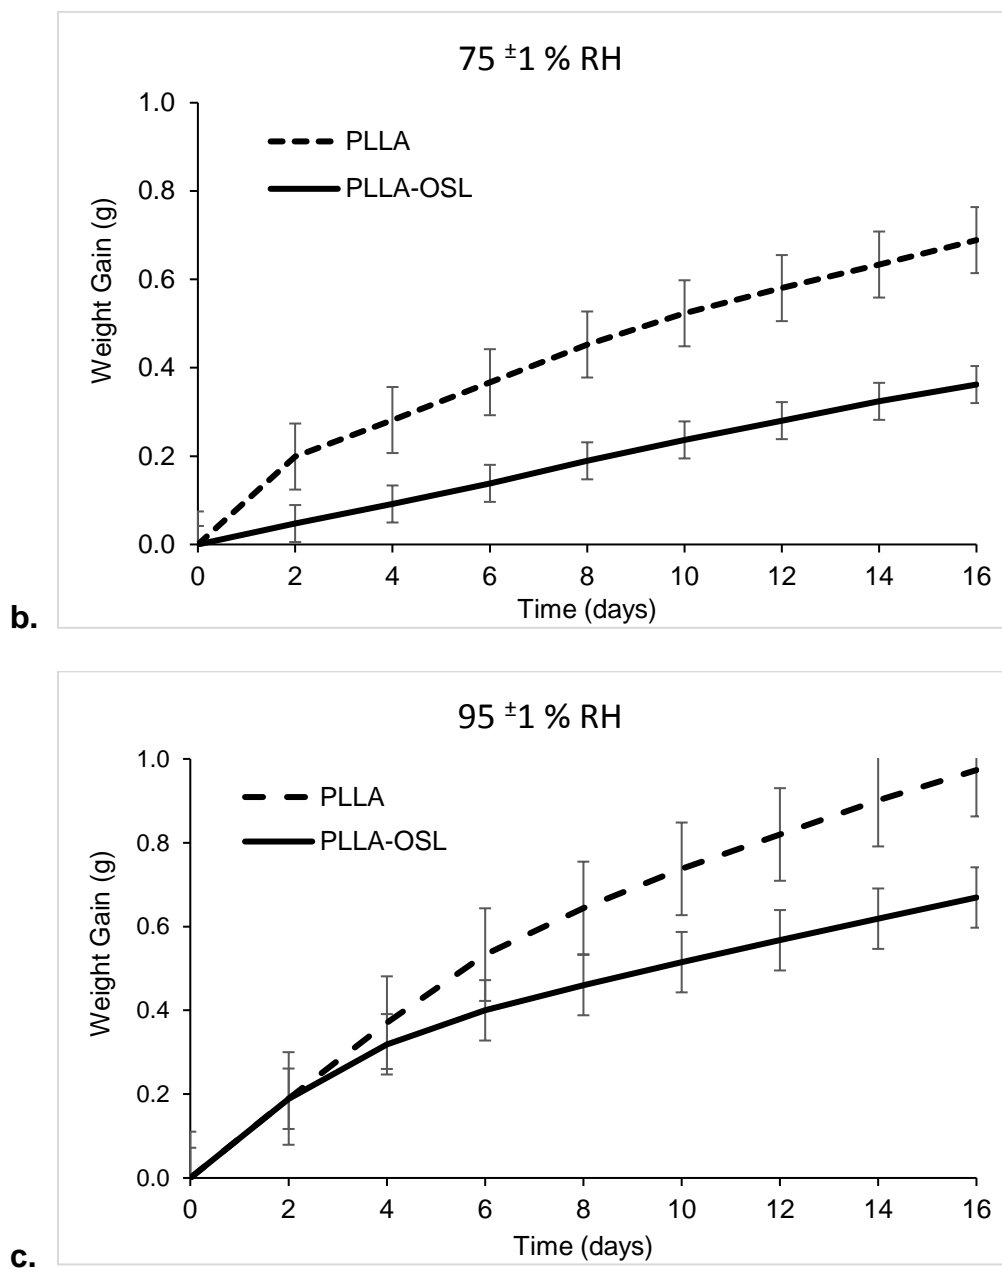 75 ±1 % RH
1.0
0.8
0.6
0.4
0.2
0.0
Weight Gain (g)
PLLA
PLLA-OSL
0 2 4 6 8 10 12 14 16
Time (days)
b.
95 ±1 % RH
1.0
0.8
0.6
0.4
0.2
0.0
Weight Gain (g)
PLLA
PLLA-OSL
0 2 4 6 8 10 12 14 16
Time (days)
c.